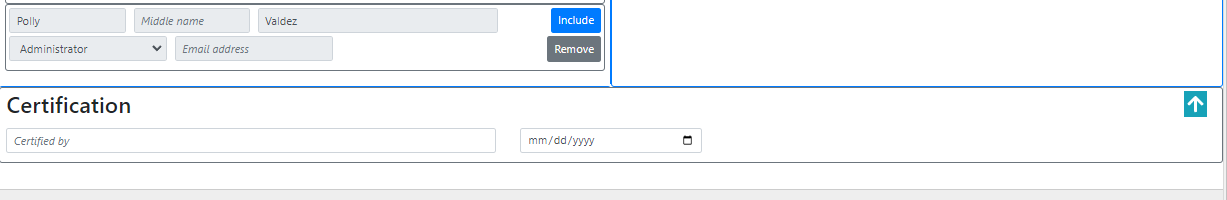 Polly Middle name Valdez Include
Administrator Email address Remove
Certification
Certified by mm/dd/yyyy